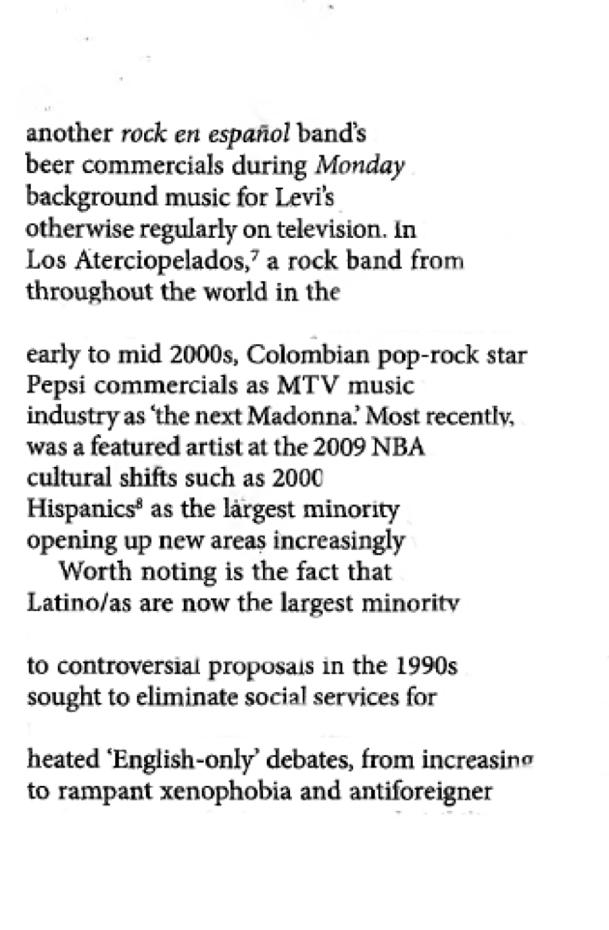 another rock en español band's
beer commercials during Monday
background music for Levi's
otherwise regularly on television. In
Los Aterciopelados,⁷ a rock band from
throughout the world in the
early to mid 2000s, Colombian pop-rock star
Pepsi commercials as MTV music
industry as ‘the next Madonna.’ Most recently,
was a featured artist at the 2009 NBA
cultural shifts such as 2000
Hispanics⁸ as the largest minority
opening up new areas increasingly
Worth noting is the fact that
Latino/as are now the largest minority
to controversial proposals in the 1990s
sought to eliminate social services for
heated ‘English-only’ debates, from increasing
to rampant xenophobia and antiforeigner